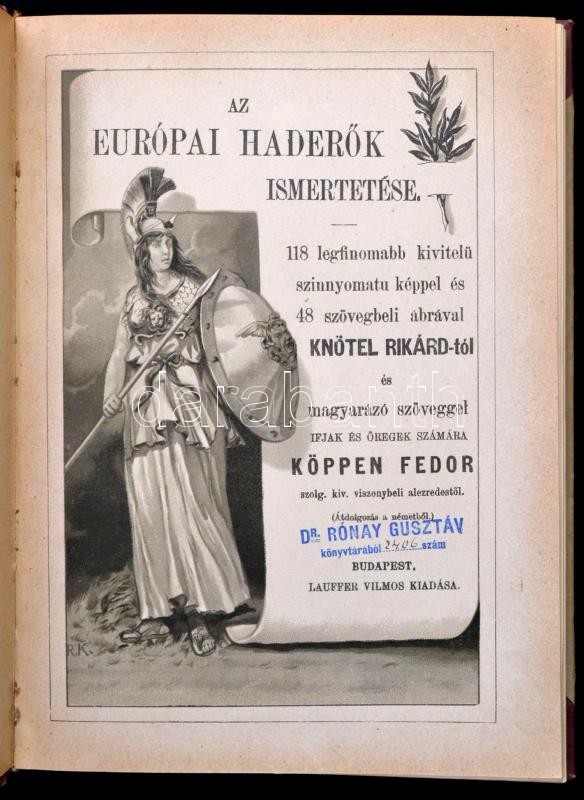 AZ
EURÓPAI HADERŐK
ISMERTETÉSE.
118 legfinomabb kivitelü
szinnyomatu képpel és
48 szövegbeli ábrával
KNÖTEL RIKÁRD-tól
és
magyarázó szöveggel
IFJAK ÉS ÖREGEK SZÁMÁRA
KÖPPEN FEDOR
szolg. kiv. viszonybeli alezredestől.
(Átdolgozás a németből.)
DR. RÓNAY GUSZTÁV
könyvtárából 2406 szám
BUDAPEST,
LAUFFER VILMOS KIADÁSA.
R.K.
darabanth